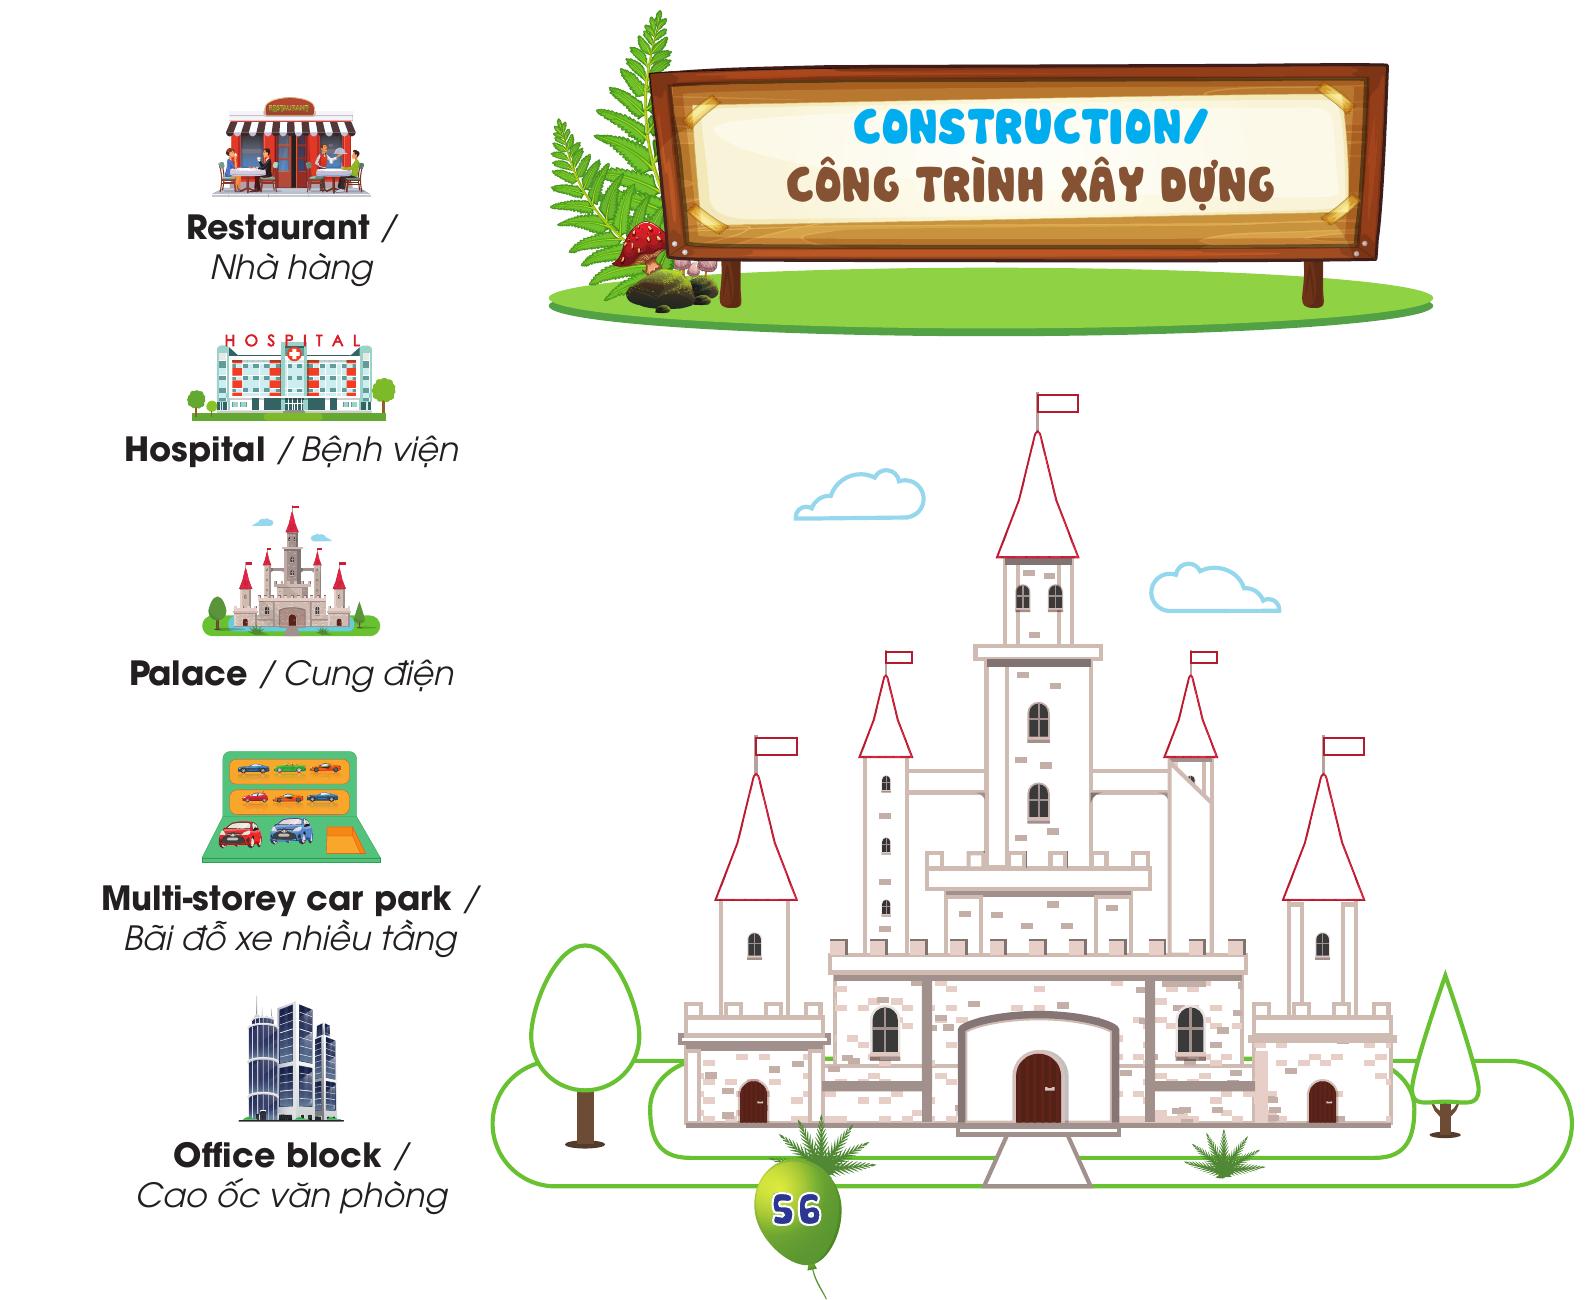 CONSTRUCTION/
CÔNG TRÌNH XÂY DỰNG
RESTAURANT
Restaurant /
Nhà hàng
HOSPITAL
Hospital / Bệnh viện
Palace / Cung điện
Multi-storey car park /
Bãi đỗ xe nhiều tầng
Office block /
Cao ốc văn phòng
56